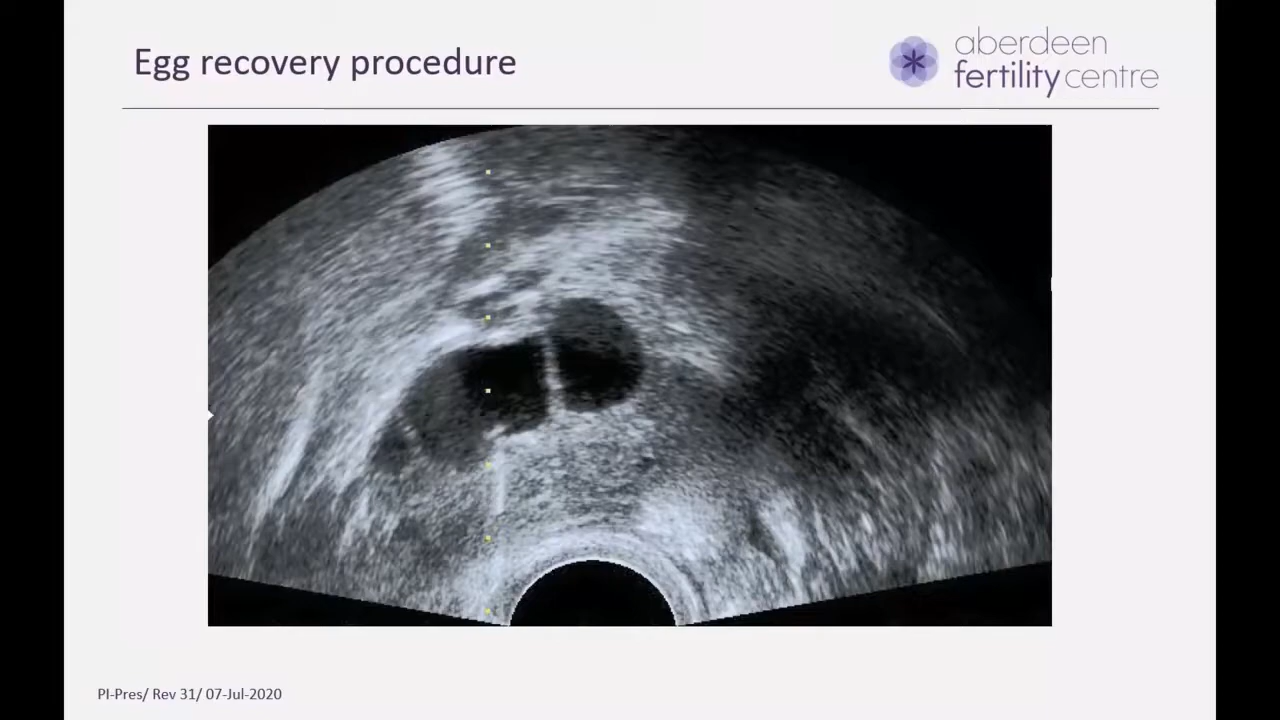 Egg recovery procedure
aberdeen
fertility centre
PI-Pres/ Rev 31/ 07-Jul-2020